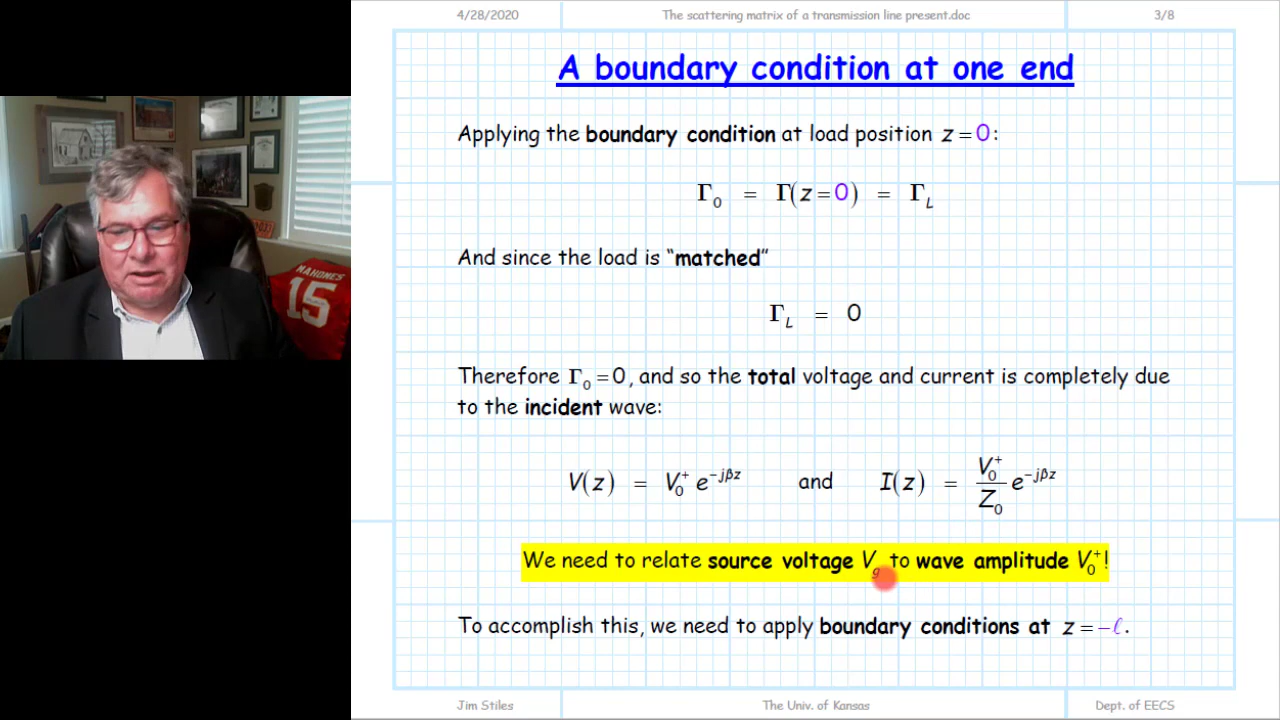 4/28/2020 The scattering matrix of a transmission line present.doc 3/8
A boundary condition at one end
Applying the boundary condition at load position z = 0:
Γ₀ = Γ(z = 0) = Γ_L
And since the load is “matched”
Γ_L = 0
Therefore Γ₀ = 0, and so the total voltage and current is completely due
to the incident wave:
V(z) = V₀⁺ e^{-jβz} and I(z) = V₀⁺/Z₀ e^{-jβz}
We need to relate source voltage V_g to wave amplitude V₀⁺!
To accomplish this, we need to apply boundary conditions at z = -ℓ.
MAHOMES
15
Jim Stiles The Univ. of Kansas Dept. of EECS